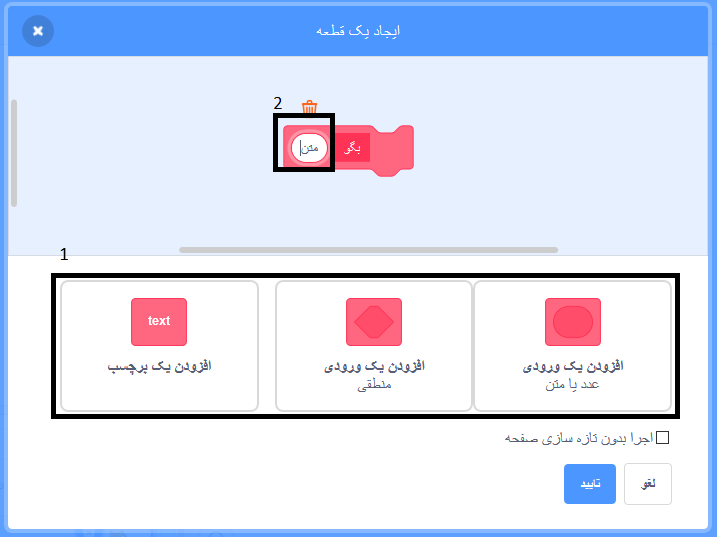 ایجاد یک قطعه
2
بگو متن
1
افزودن یک ورودی
عدد یا متن
افزودن یک ورودی
منطقی
text
افزودن یک برچسب
اجرا بدون تازه سازی صفحه
لغو
تایید